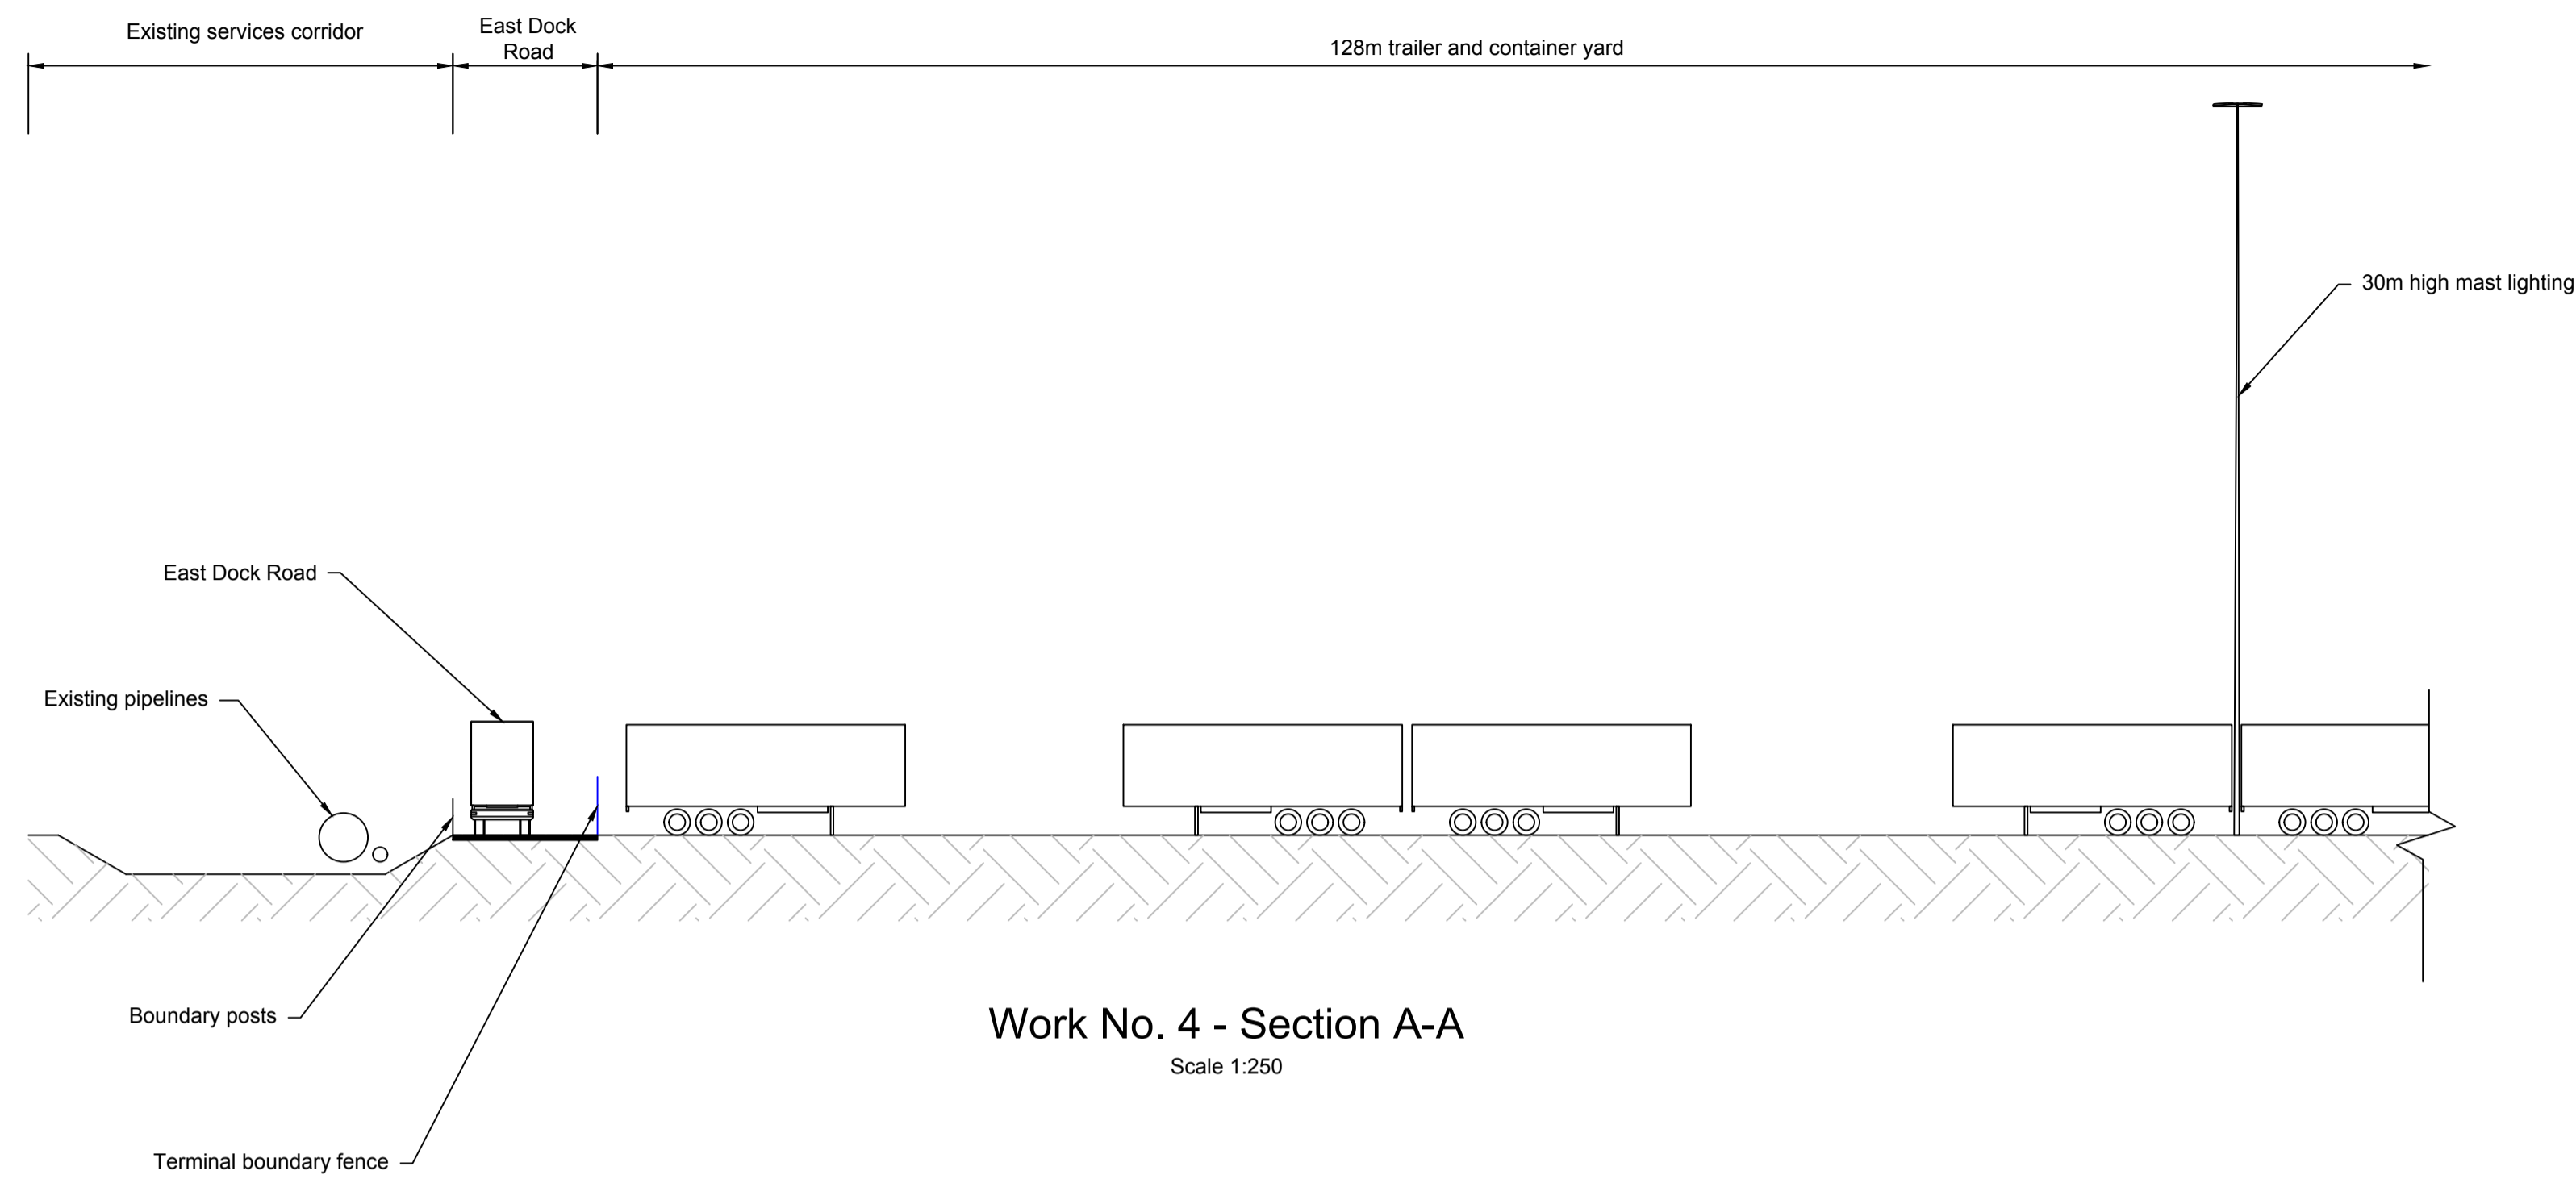 Existing services corridor
East Dock
Road
128m trailer and container yard
30m high mast lighting
East Dock Road
Existing pipelines
Boundary posts
Work No. 4 - Section A-A
Scale 1:250
Terminal boundary fence